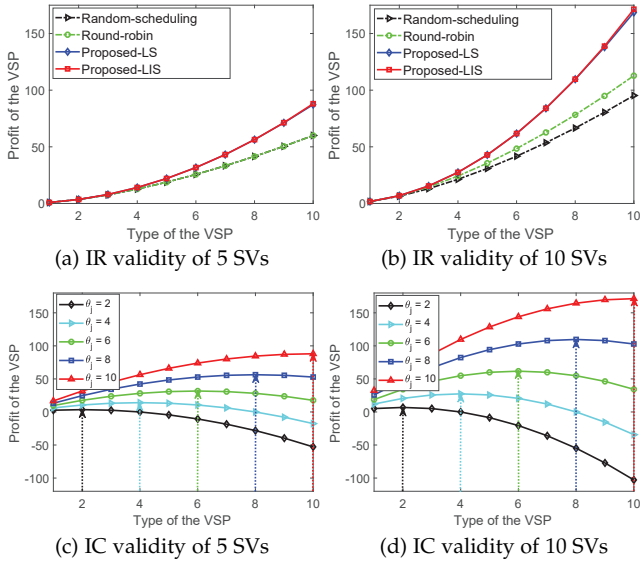 Random-scheduling
Round-robin
Proposed-LS
Proposed-LIS
Profit of the VSP
150
100
50
0
2 4 6 8 10
Type of the VSP
(a) IR validity of 5 SVs
Random-scheduling
Round-robin
Proposed-LS
Proposed-LIS
Profit of the VSP
150
100
50
0
2 4 6 8 10
Type of the VSP
(b) IR validity of 10 SVs
θj = 2
θj = 4
θj = 6
θj = 8
θj = 10
Profit of the VSP
150
100
50
0
-50
-100
2 4 6 8 10
Type of the VSP
(c) IC validity of 5 SVs
θj = 2
θj = 4
θj = 6
θj = 8
θj = 10
Profit of the VSP
150
100
50
0
-50
-100
2 4 6 8 10
Type of the VSP
(d) IC validity of 10 SVs